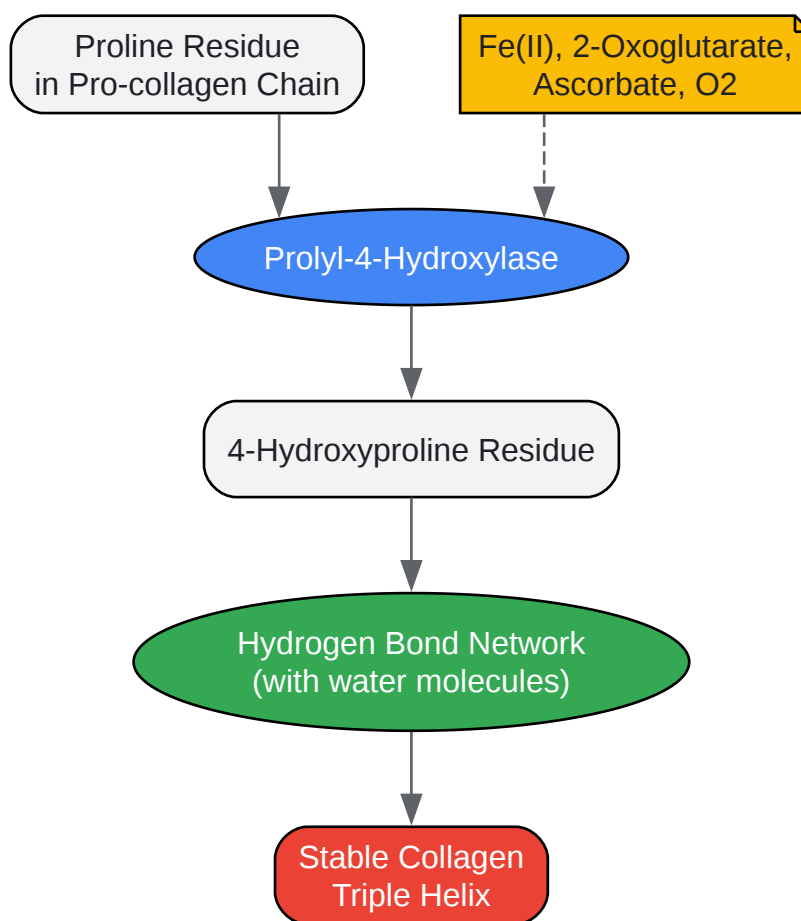 Proline Residue
in Pro-collagen Chain
Fe(II), 2-Oxoglutarate,
Ascorbate, O2
Prolyl-4-Hydroxylase
4-Hydroxyproline Residue
Hydrogen Bond Network
(with water molecules)
Stable Collagen
Triple Helix